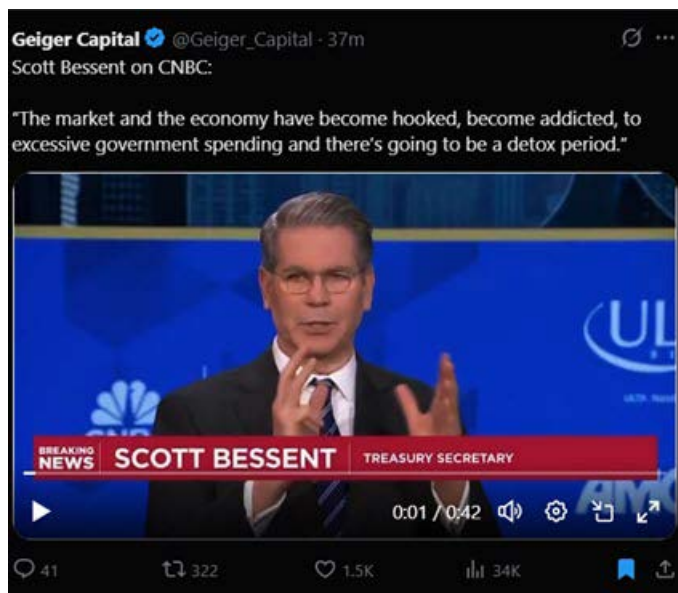 Geiger Capital @Geiger_Capital · 37m
Scott Bessent on CNBC:
"The market and the economy have become hooked, become addicted, to
excessive government spending and there's going to be a detox period."
UL
BREAKING
NEWS
SCOTT BESSENT
TREASURY SECRETARY
0:01 / 0:42
AMC
41
322
1.5K
34K